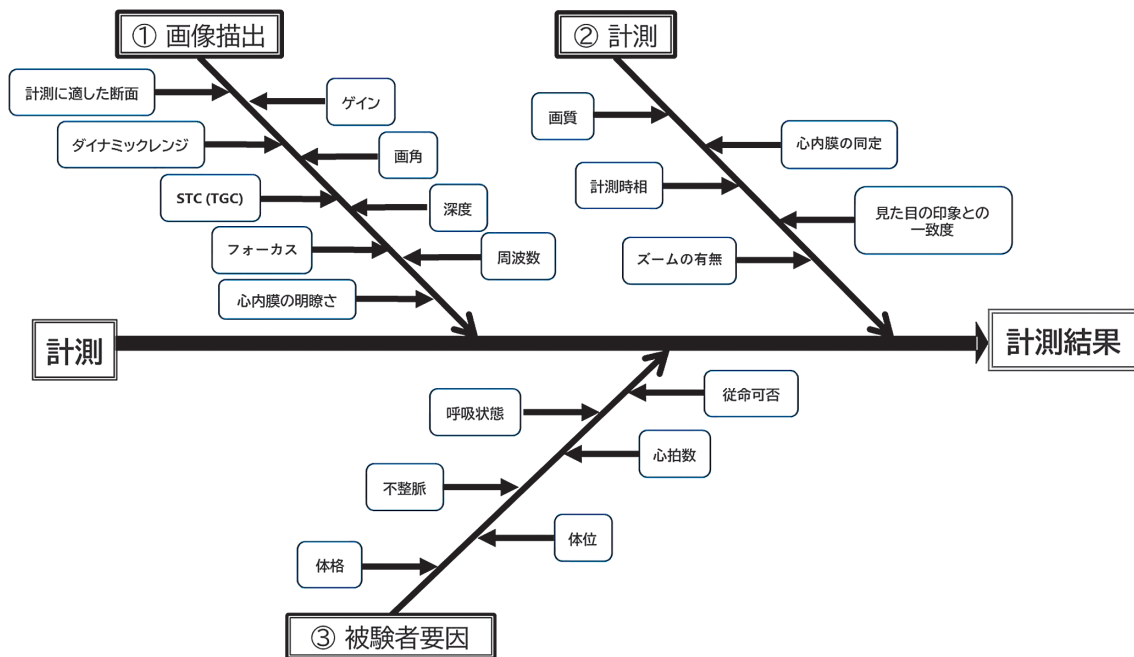 ① 画像描出
計測に適した断面
ゲイン
ダイナミックレンジ
画角
STC (TGC)
深度
フォーカス
周波数
心内膜の明瞭さ
② 計測
画質
心内膜の同定
計測時相
見た目の印象との
一致度
ズームの有無
計測
計測結果
従命可否
呼吸状態
心拍数
不整脈
体位
体格
③ 被験者要因